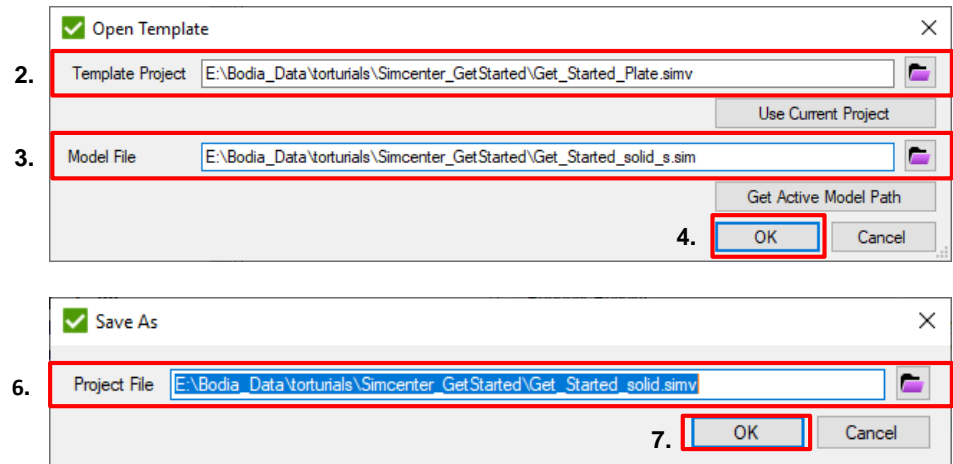 Open Template
2. Template Project E:\Bodia_Data\torturials\Simcenter_GetStarted\Get_Started_Plate.simv
Use Current Project
3. Model File E:\Bodia_Data\torturials\Simcenter_GetStarted\Get_Started_solid_s.sim
Get Active Model Path
4. OK Cancel
Save As
6. Project File E:\Bodia_Data\torturials\Simcenter_GetStarted\Get_Started_solid.simv
7. OK Cancel